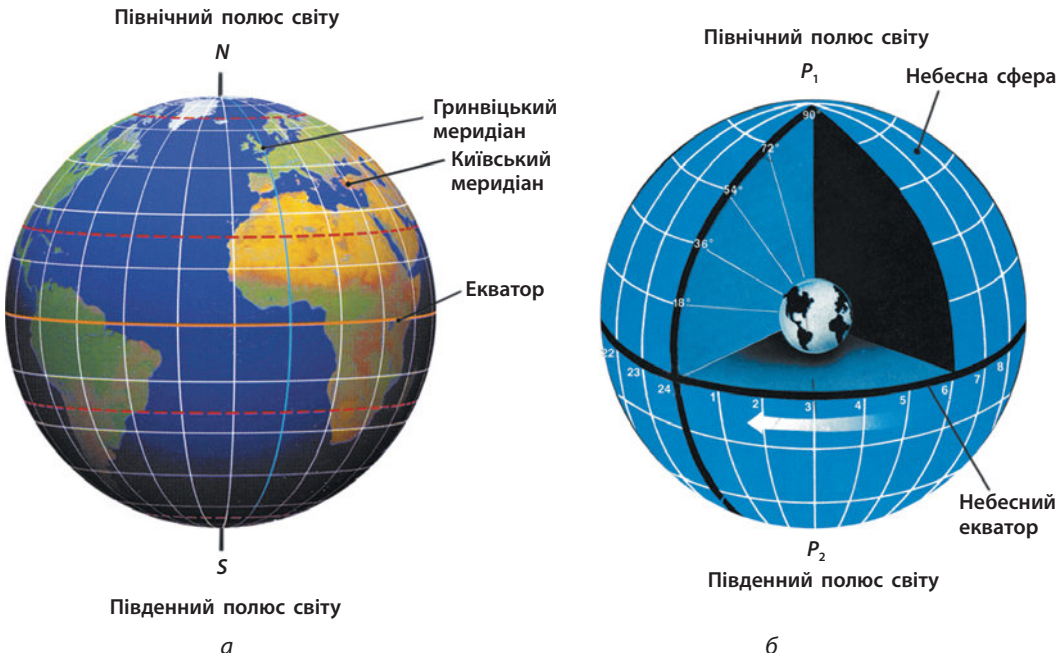 Північний полюс світу
N
Гринвіцький
меридіан
Київський
меридіан
Екватор
S
Південний полюс світу
а
Північний полюс світу
P₁
Небесна сфера
90°
72°
54°
36°
18°
22
23
24
1
2
3
4
5
6
7
8
Небесний
екватор
P₂
Південний полюс світу
б